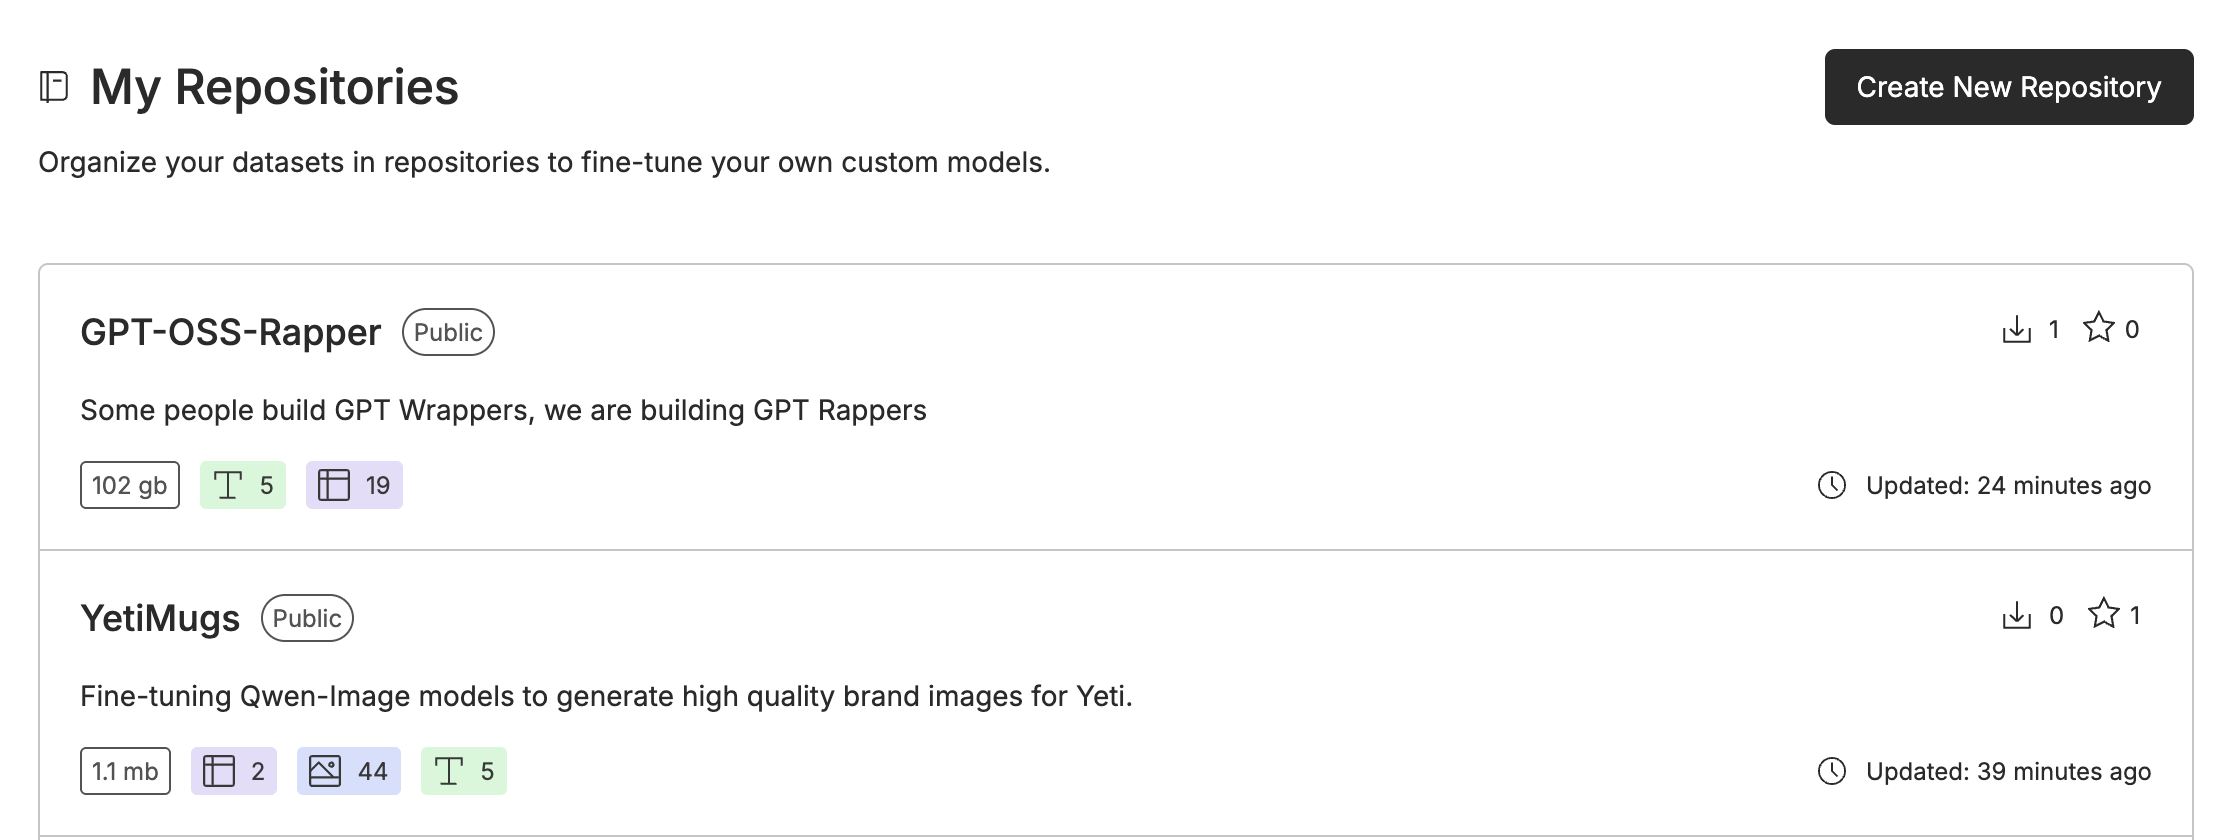 My Repositories
Create New Repository
Organize your datasets in repositories to fine-tune your own custom models.
GPT-OSS-Rapper
Public
1
0
Some people build GPT Wrappers, we are building GPT Rappers
102 gb
5
19
Updated: 24 minutes ago
YetiMugs
Public
0
1
Fine-tuning Qwen-Image models to generate high quality brand images for Yeti.
1.1 mb
2
44
5
Updated: 39 minutes ago